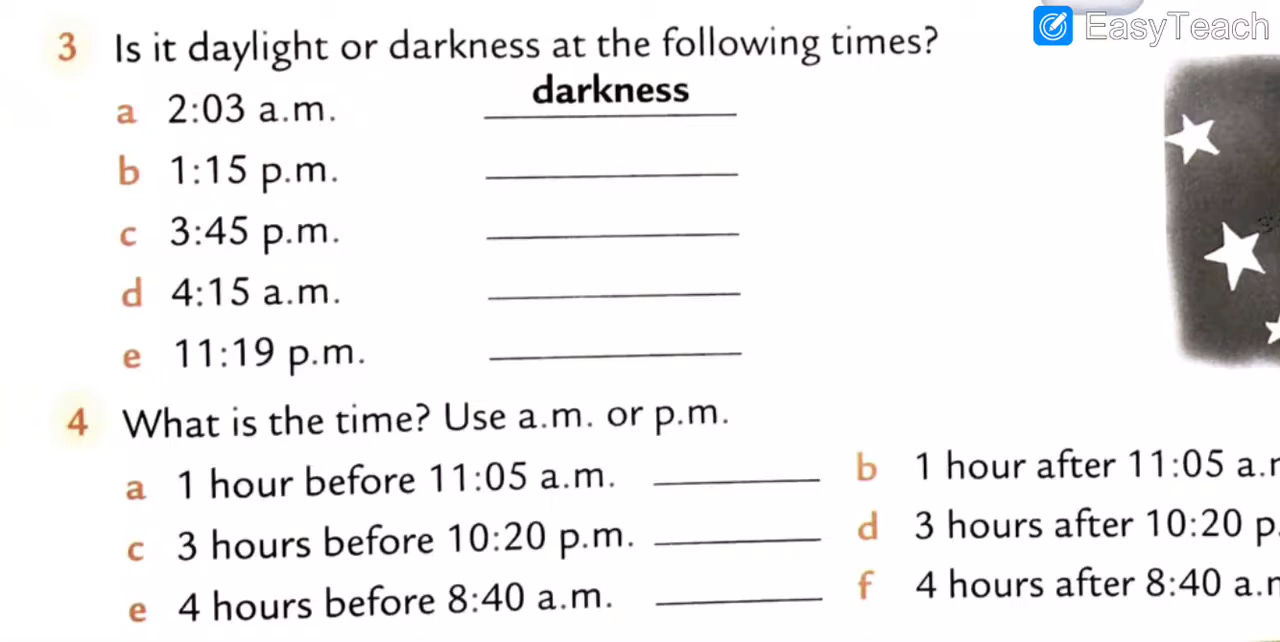 EasyTeach
3 Is it daylight or darkness at the following times?
a 2:03 a.m. darkness
b 1:15 p.m.
c 3:45 p.m.
d 4:15 a.m.
e 11:19 p.m.
4 What is the time? Use a.m. or p.m.
a 1 hour before 11:05 a.m. b 1 hour after 11:05
c 3 hours before 10:20 p.m. d 3 hours after 10:20
e 4 hours before 8:40 a.m. f 4 hours after 8:40